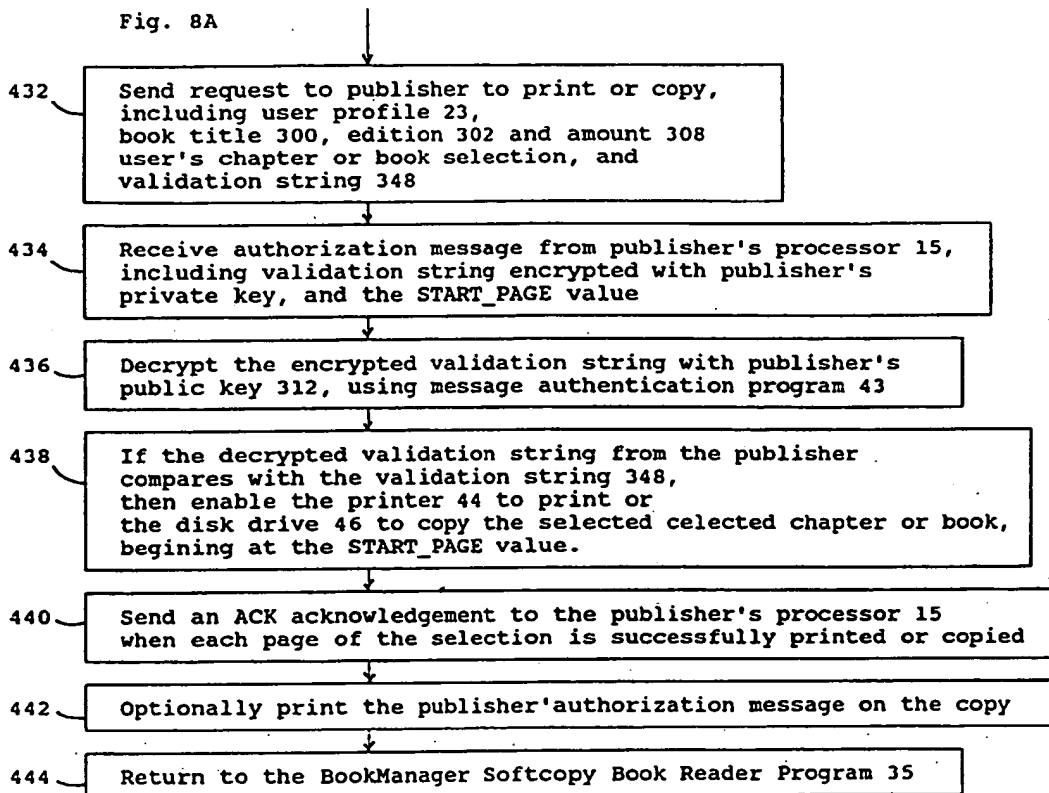 Fig. 8A
432
Send request to publisher to print or copy,
including user profile 23,
book title 300, edition 302 and amount 308
user's chapter or book selection, and
validation string 348
434
Receive authorization message from publisher's processor 15,
including validation string encrypted with publisher's
private key, and the START_PAGE value
436
Decrypt the encrypted validation string with publisher's
public key 312, using message authentication program 43
438
If the decrypted validation string from the publisher
compares with the validation string 348,
then enable the printer 44 to print or
the disk drive 46 to copy the selected celected chapter or book,
begining at the START_PAGE value.
440
Send an ACK acknowledgement to the publisher's processor 15
when each page of the selection is successfully printed or copied
442
Optionally print the publisher'authorization message on the copy
444
Return to the BookManager Softcopy Book Reader Program 35